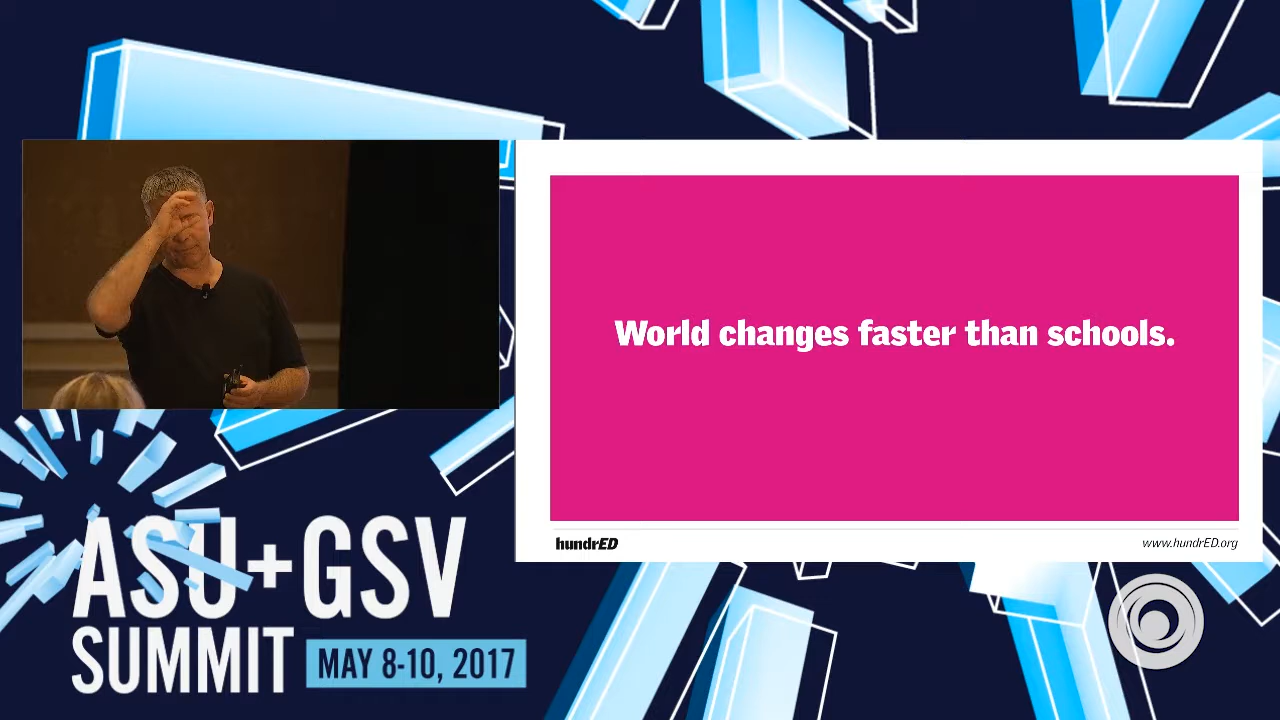 World changes faster than schools.
hundrED
www.hundrED.org
ASU+GSV
SUMMIT
MAY 8-10, 2017